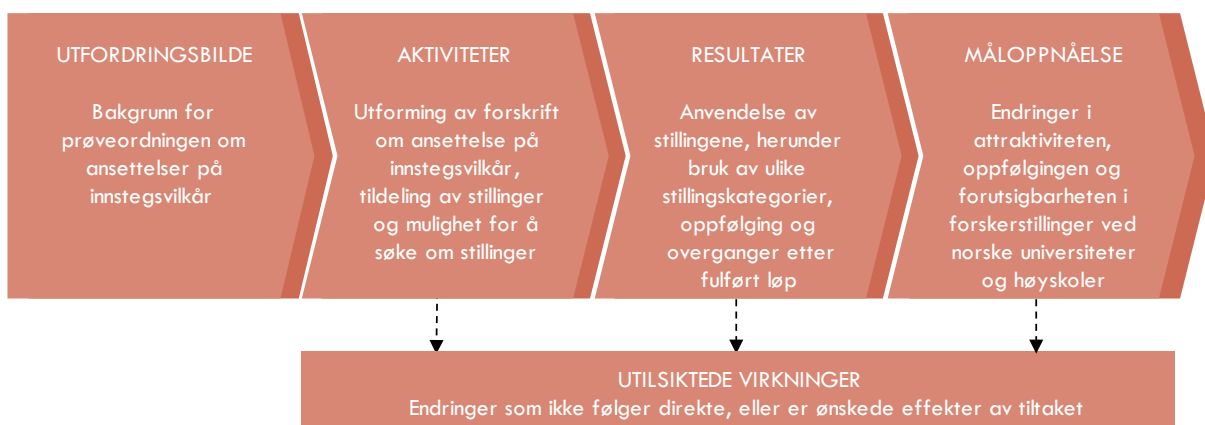 UTFORDRINGSBILDE
Bakgrunn for
prøveordningen om
ansettelser på
innstegsvilkår
AKTIVITETER
Utforming av forskrift
om ansettelse på
innstegsvilkår,
tildeling av stillinger
og mulighet for å
søke om stillinger
RESULTATER
Anvendelse av
stillingene, herunder
bruk av ulike
stillingskategorier,
oppfølging og
overganger etter
fulført løp
MÅLOPPNÅELSE
Endringer i
attraktiviteten,
oppfølgingen og
forutsigbarheten i
forskerstillinger ved
norske universiteter
og høyskoler
UTILSIKTEDE VIRKNINGER
Endringer som ikke følger direkte, eller er ønskede effekter av tiltaket